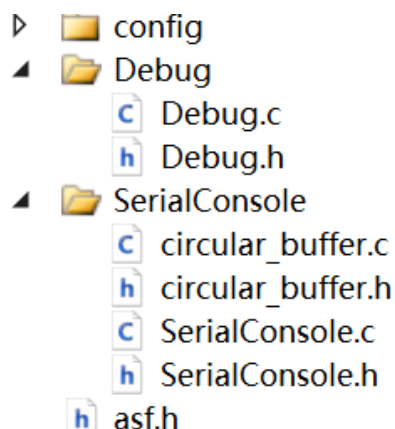 config
Debug
c Debug.c
h Debug.h
SerialConsole
c circular_buffer.c
h circular_buffer.h
c SerialConsole.c
h SerialConsole.h
h asf.h